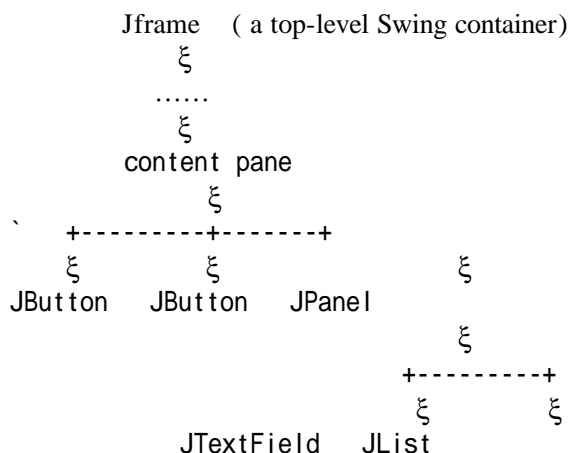 Jframe ( a top-level Swing container)
ξ
......
ξ
content pane
ξ
` +---------+-------+
ξ ξ ξ
JButton JButton JPanel
ξ
+---------+
ξ ξ
JTextField JList